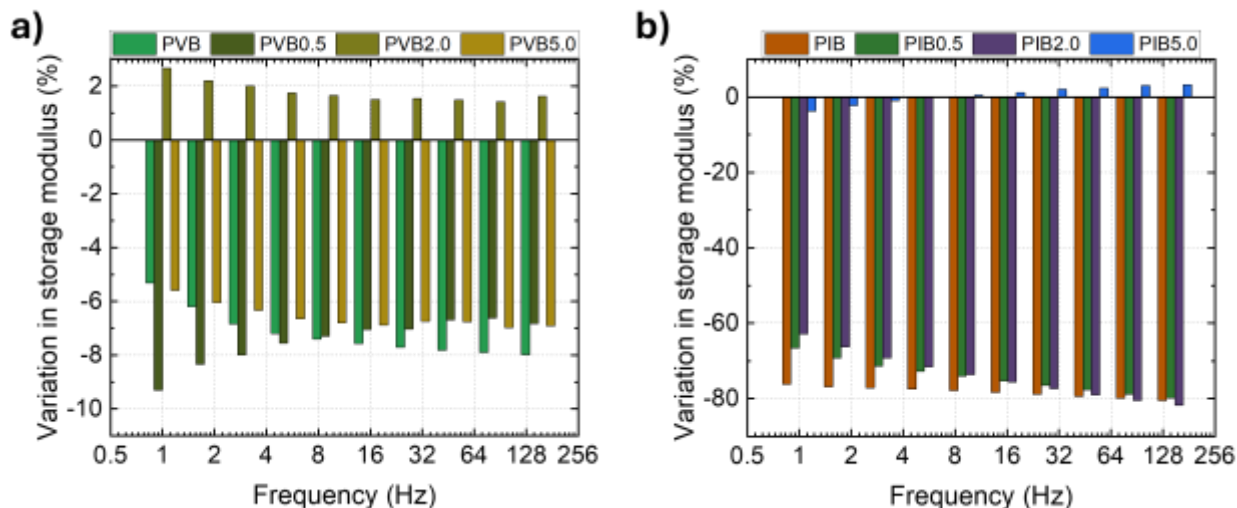 a)
PVB PVB0.5 PVB2.0 PVB5.0
Variation in storage modulus (%)
2
0
-2
-4
-6
-8
-10
0.5 1 2 4 8 16 32 64 128 256
Frequency (Hz)
b)
PIB PIB0.5 PIB2.0 PIB5.0
Variation in storage modulus (%)
10
0
-20
-40
-60
-80
0.5 1 2 4 8 16 32 64 128 256
Frequency (Hz)